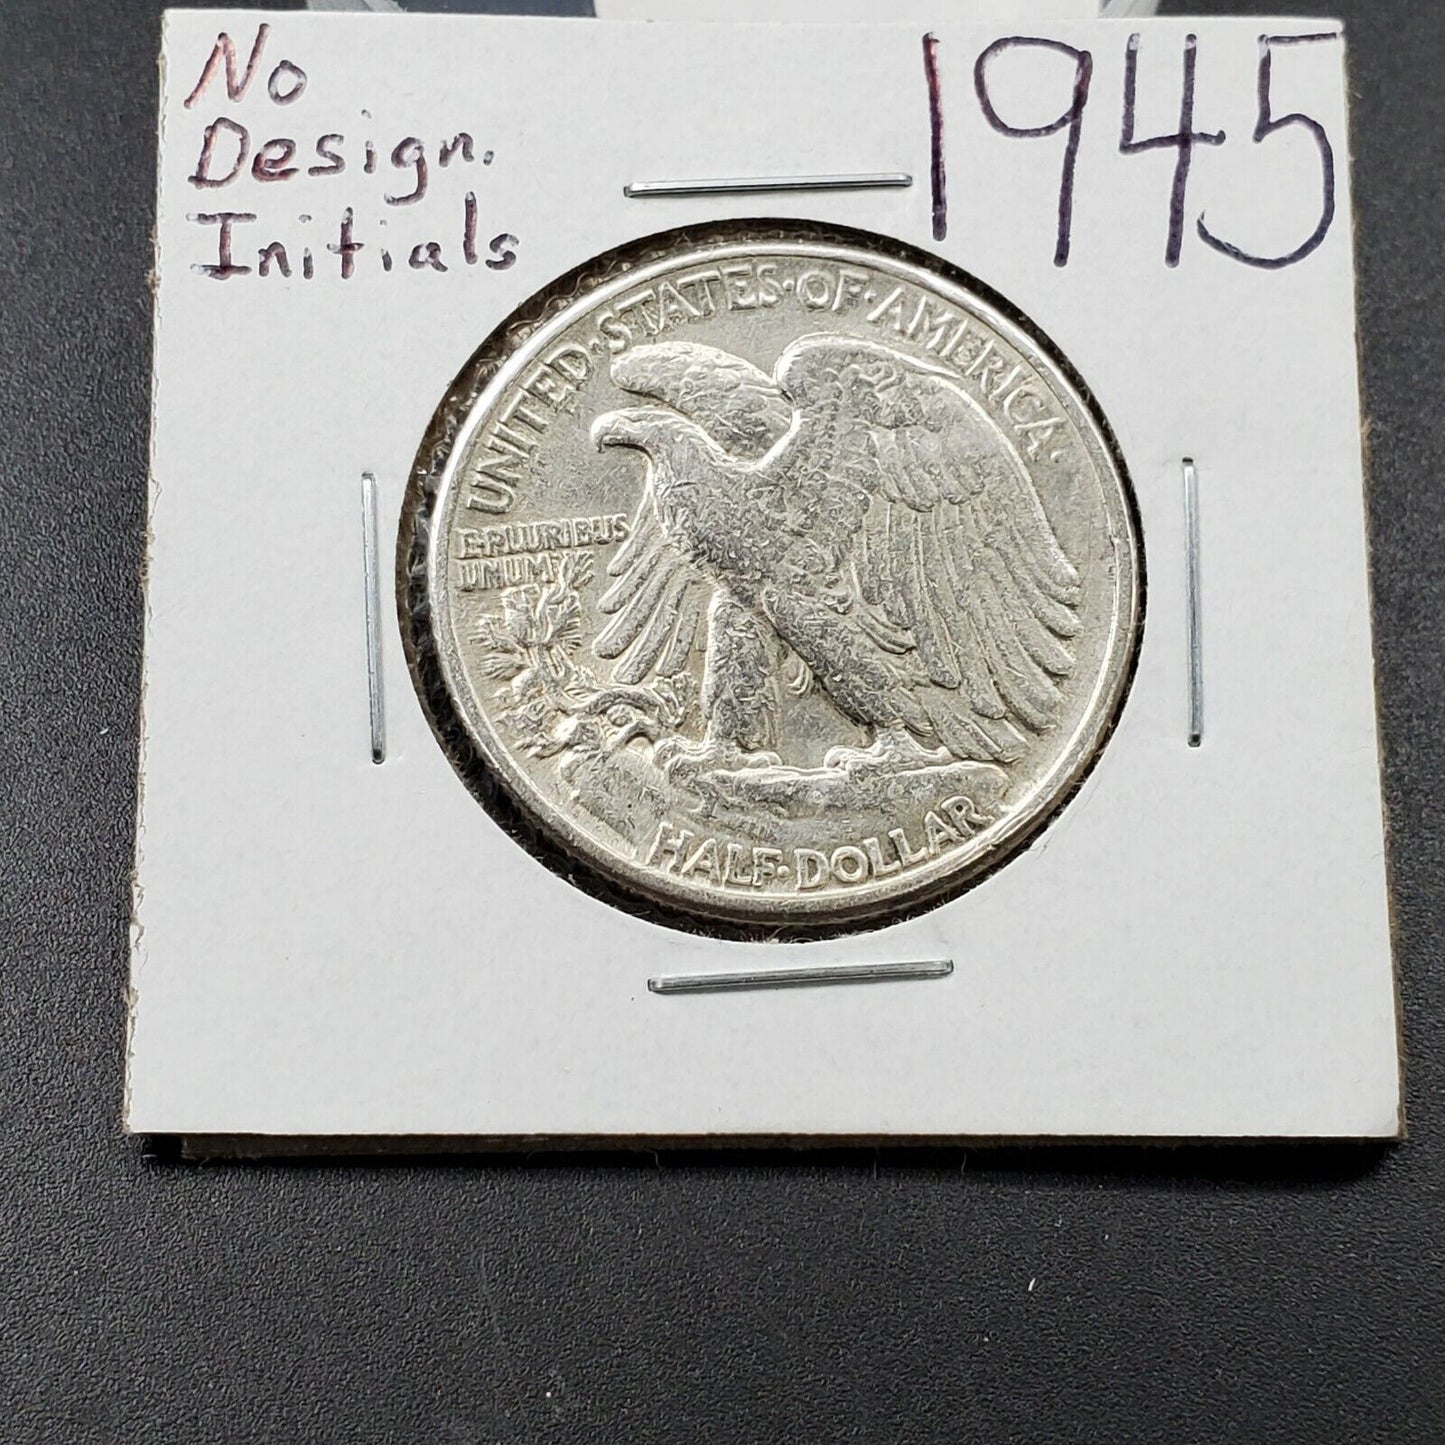 No
Design.
Initials
1945
UNITED·STATES·OF·AMERICA·
E·PLURIBUS
UNUM
HALF·DOLLAR